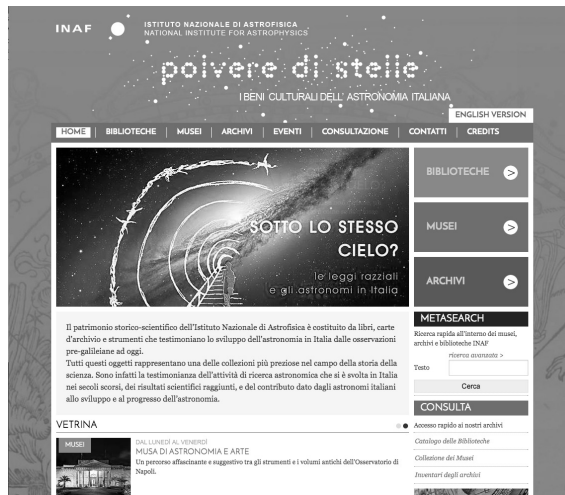 INAF
ISTITUTO NAZIONALE DI ASTROFISICA
NATIONAL INSTITUTE FOR ASTROPHYSICS
polvere di stelle
I BENI CULTURALI DELL' ASTRONOMIA ITALIANA
ENGLISH VERSION
HOME BIBLIOTECHE MUSEI ARCHIVI EVENTI CONSULTAZIONE CONTATTI CREDITS
SOTTO LO STESSO
CIELO?
le leggi razziali
e gli astronomi in Italia
BIBLIOTECHE >
MUSEI >
ARCHIVI >
Il patrimonio storico-scientifico dell'Istituto Nazionale di Astrofisica è costituito da libri, carte
d'archivio e strumenti che testimoniano lo sviluppo dell'astronomia in Italia dalle osservazioni
pre-galileiane ad oggi.
Tutti questi oggetti rappresentano una delle collezioni più preziose nel campo della storia della
scienza. Sono infatti la testimonianza dell'attività di ricerca astronomica che si è svolta in Italia
nei secoli scorsi, dei risultati scientifici raggiunti, e del contributo dato dagli astronomi italiani
allo sviluppo e al progresso dell'astronomia.
METASEARCH
Ricerca rapida all'interno dei musei,
archivi e biblioteche INAF
ricerca avanzata >
Testo
Cerca
CONSULTA
Accesso rapido ai nostri archivi
Catalogo delle Biblioteche
Collezione dei Musei
Inventari degli archivi
VETRINA
MUSEI
DAL LUNEDÌ AL VENERDÌ
MUSA DI ASTRONOMIA E ARTE
Un percorso affascinante e suggestivo tra gli strumenti e i volumi antichi dell'Osservatorio di
Napoli.